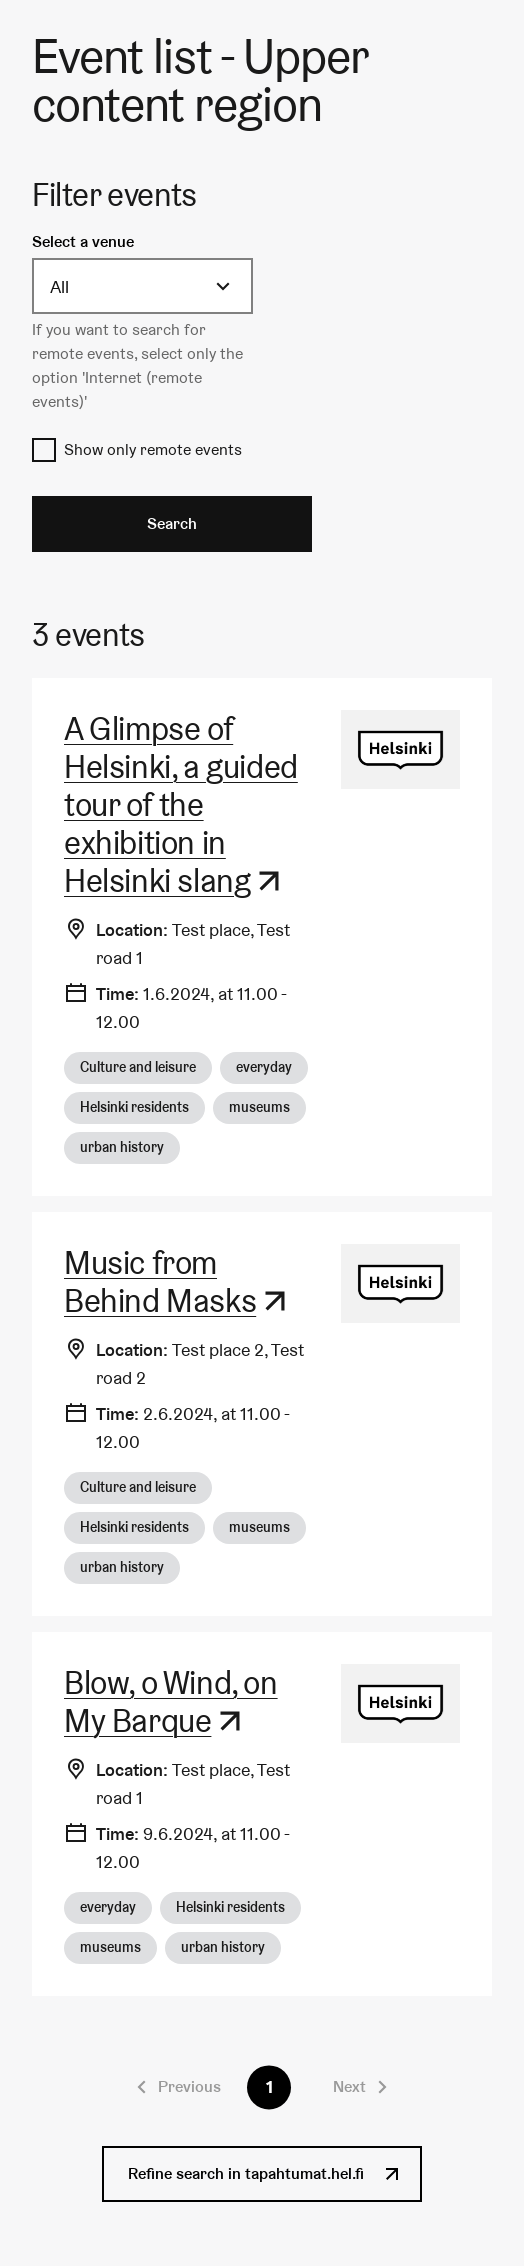 Event list - Upper
content region
Filter events
Select a venue
All
If you want to search for
remote events, select only the
option 'Internet (remote
events)'
Show only remote events
Search
3 events
A Glimpse of
Helsinki, a guided
tour of the
exhibition in
Helsinki slang
Helsinki
Location: Test place, Test
road 1
Time: 1.6.2024, at 11.00 -
12.00
Culture and leisure everyday
Helsinki residents museums
urban history
Music from
Behind Masks
Helsinki
Location: Test place 2, Test
road 2
Time: 2.6.2024, at 11.00 -
12.00
Culture and leisure
Helsinki residents museums
urban history
Blow, o Wind, on
My Barque
Helsinki
Location: Test place, Test
road 1
Time: 9.6.2024, at 11.00 -
12.00
everyday Helsinki residents
museums urban history
Previous 1 Next
Refine search in tapahtumat.hel.fi